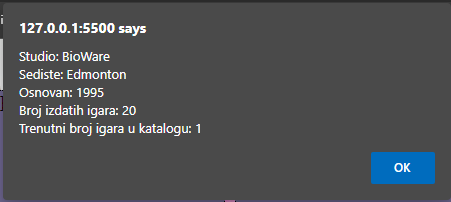 127.0.0.1:5500 says
Studio: BioWare
Sediste: Edmonton
Osnovan: 1995
Broj izdatih igara: 20
Trenutni broj igara u katalogu: 1
OK